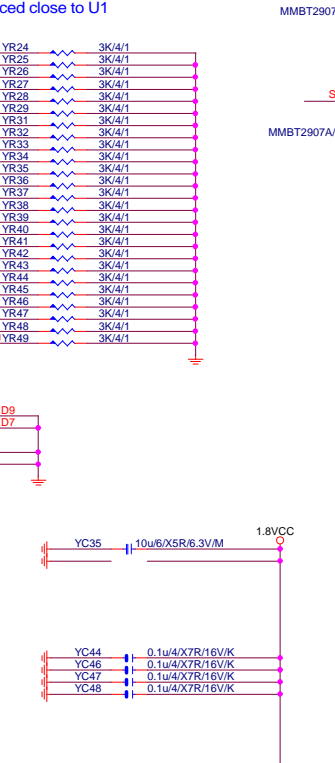 ced close to U1
MMBT2907
YR24 3K/4/1
YR25 3K/4/1
YR26 3K/4/1
YR27 3K/4/1
YR28 3K/4/1
YR29 3K/4/1
YR31 3K/4/1
YR32 3K/4/1
YR33 3K/4/1
YR34 3K/4/1
YR35 3K/4/1
YR36 3K/4/1
YR37 3K/4/1
YR38 3K/4/1
YR39 3K/4/1
YR40 3K/4/1
YR41 3K/4/1
YR42 3K/4/1
YR43 3K/4/1
YR44 3K/4/1
YR45 3K/4/1
YR46 3K/4/1
YR47 3K/4/1
YR48 3K/4/1
YR49 3K/4/1
S
MMBT2907A/
D9
D7
1.8VCC
YC35 10u/6/X5R/6.3V/M
YC44 0.1u/4/X7R/16V/K
YC46 0.1u/4/X7R/16V/K
YC47 0.1u/4/X7R/16V/K
YC48 0.1u/4/X7R/16V/K